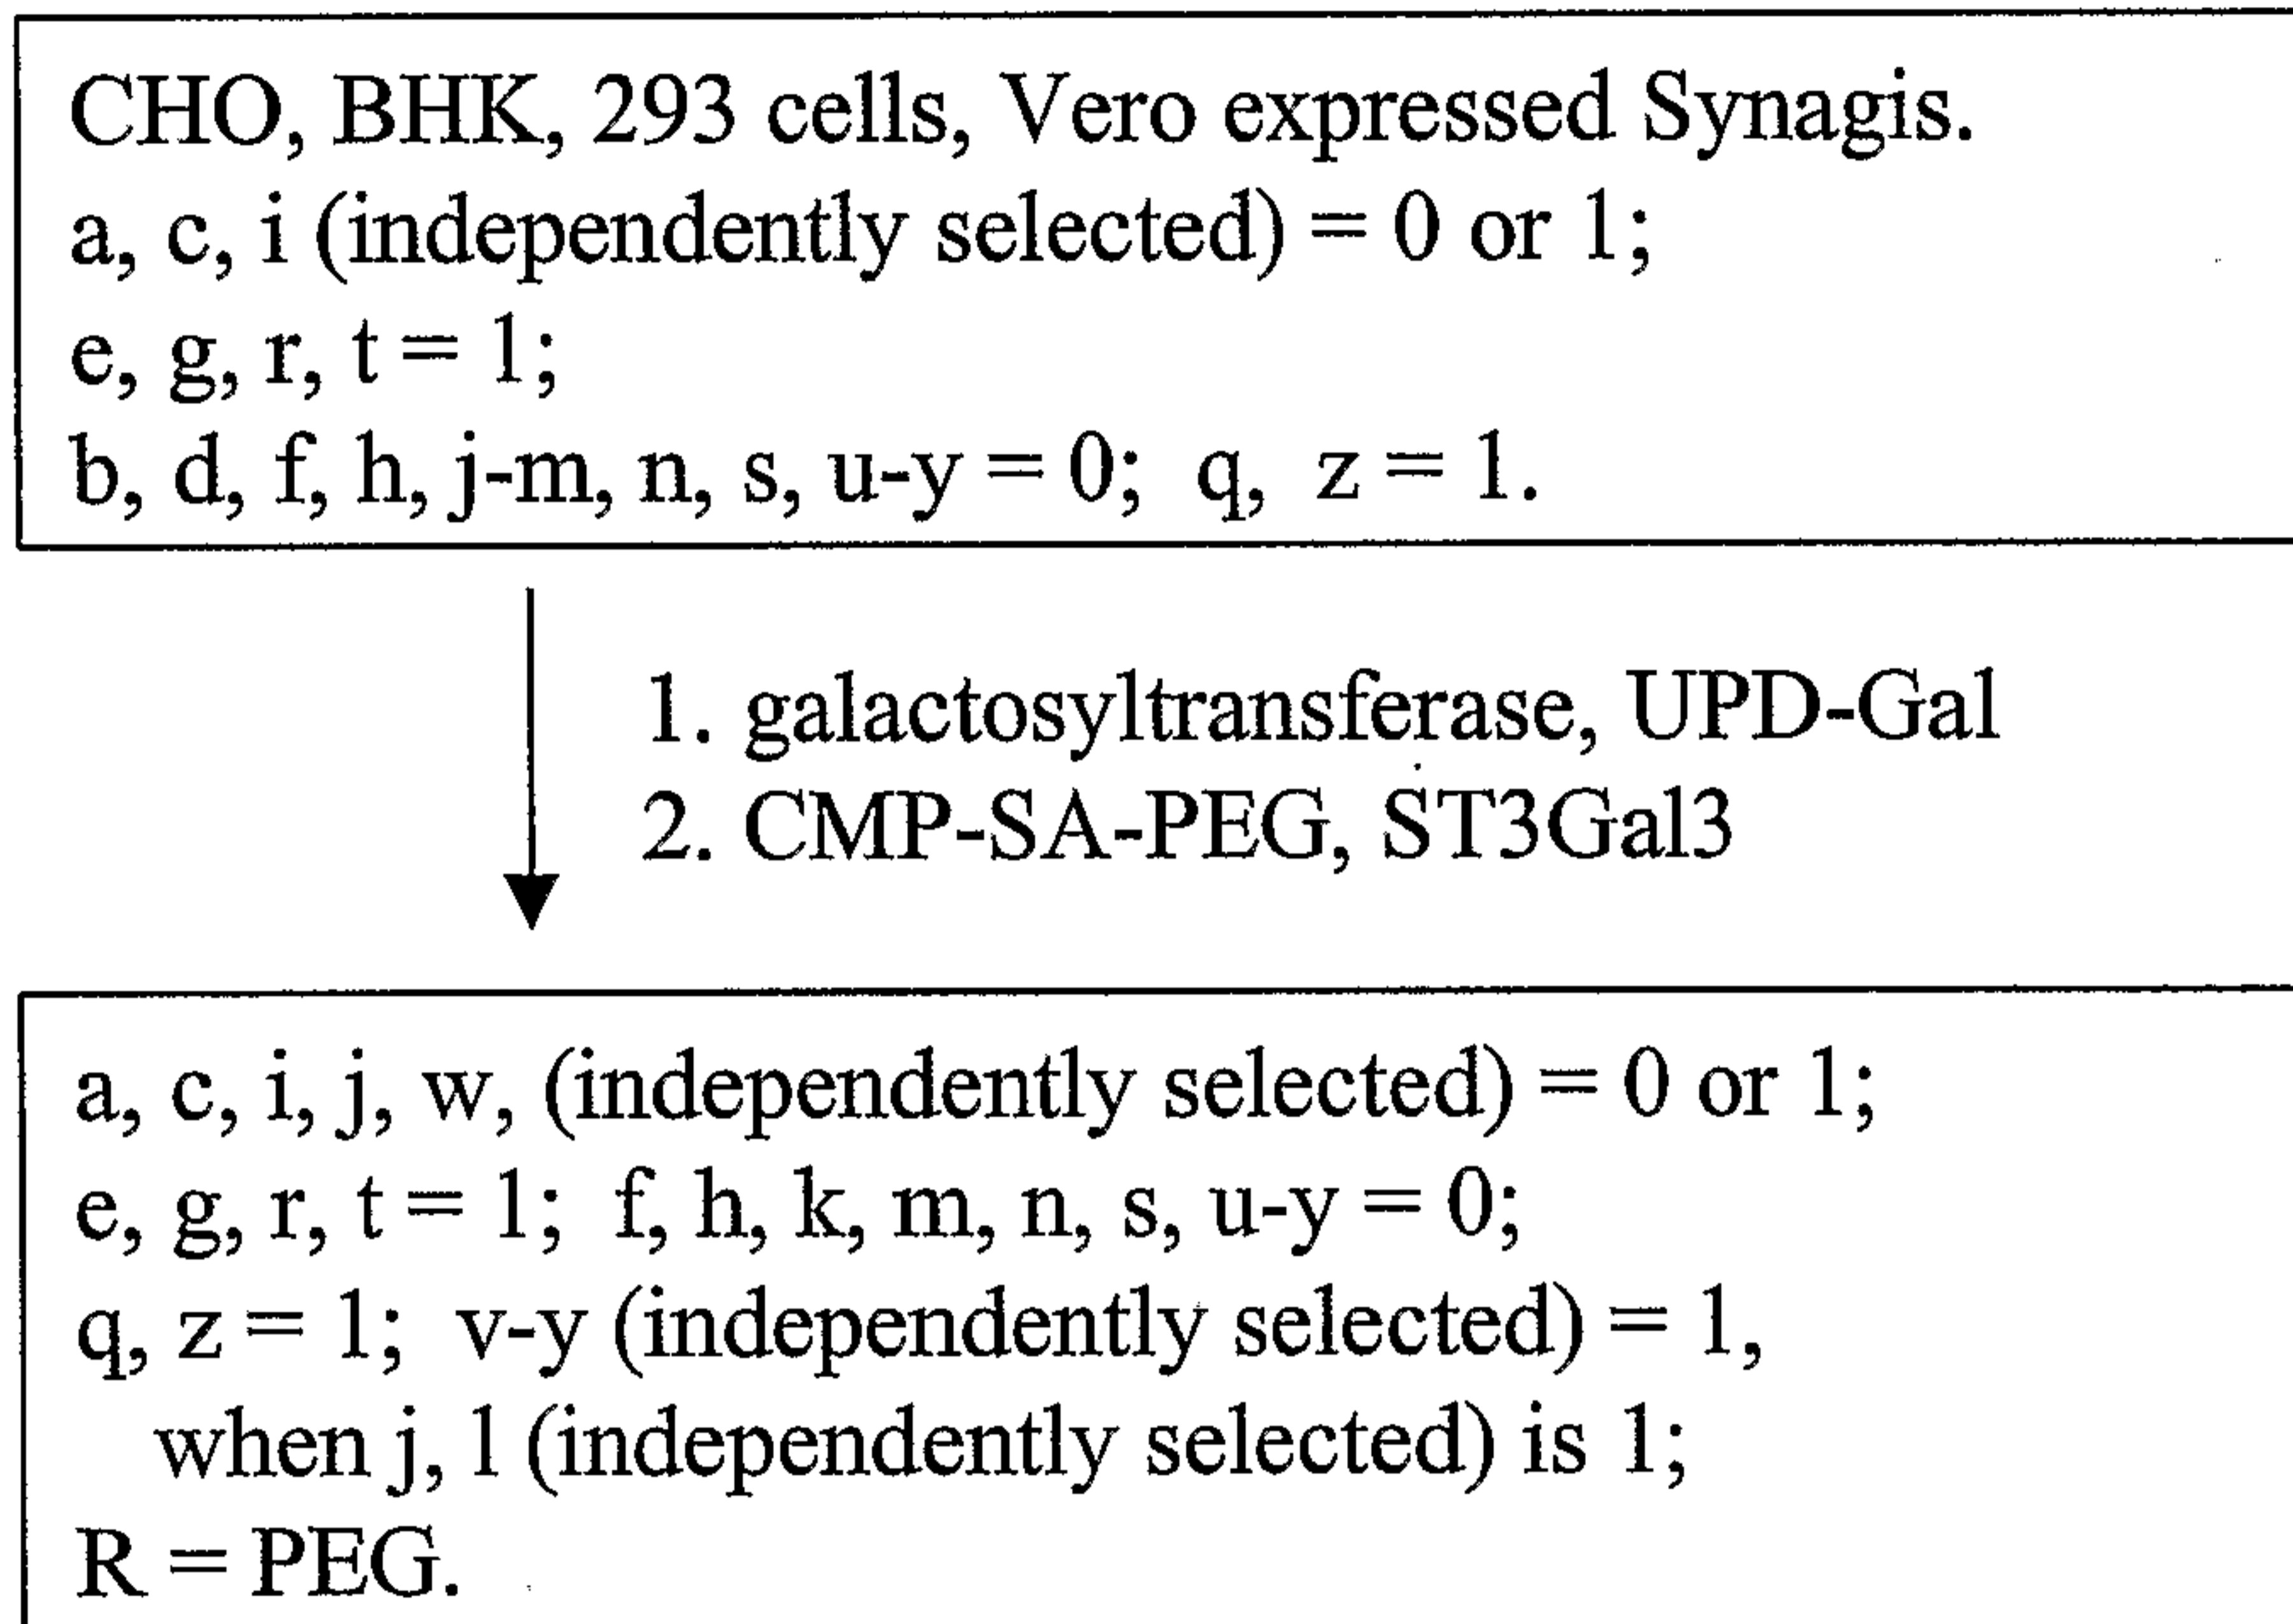 CHO, BHK, 293 cells, Vero expressed Synagis.
a, c, i (independently selected) = 0 or 1;
e, g, r, t = 1;
b, d, f, h, j-m, n, s, u-y = 0; q, z = 1.
1. galactosyltransferase, UPD-Gal
2. CMP-SA-PEG, ST3Gal3
a, c, i, j, w, (independently selected) = 0 or 1;
e, g, r, t = 1; f, h, k, m, n, s, u-y = 0;
q, z = 1; v-y (independently selected) = 1,
when j, l (independently selected) is 1;
R = PEG.